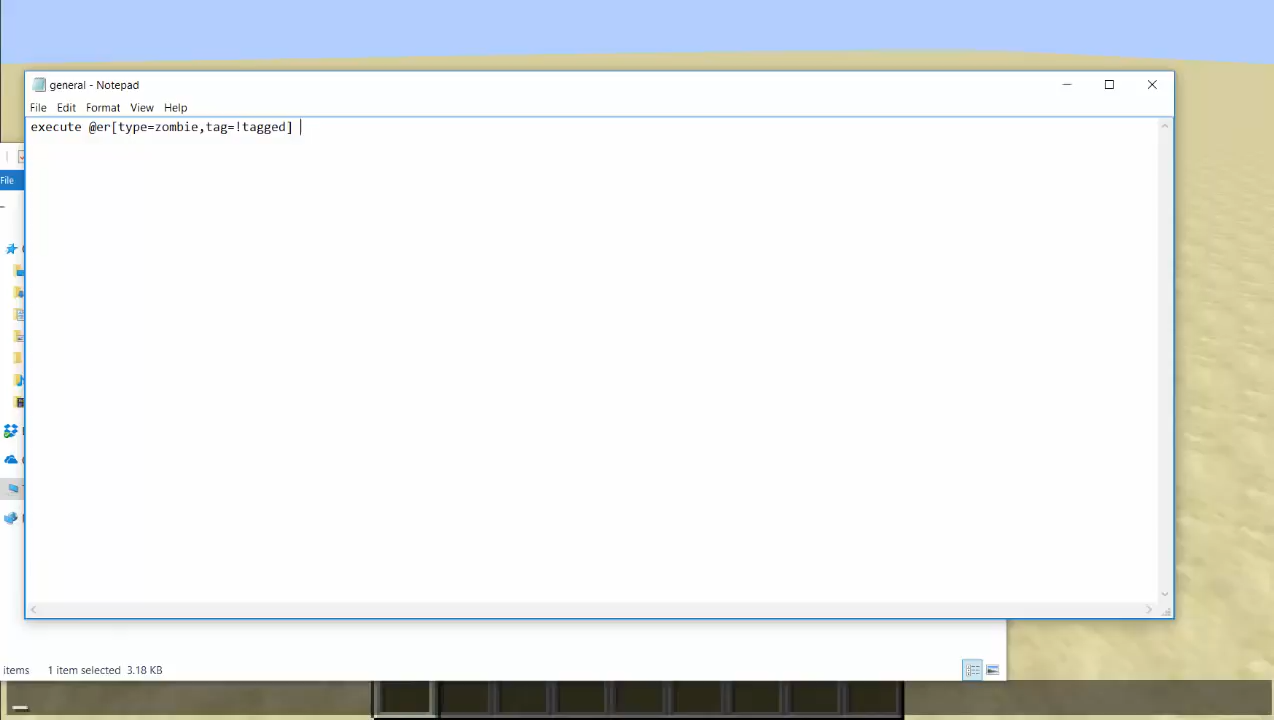 general - Notepad
File Edit Format View Help
execute @er[type=zombie,tag=!tagged]
File
items 1 item selected 3.18 KB